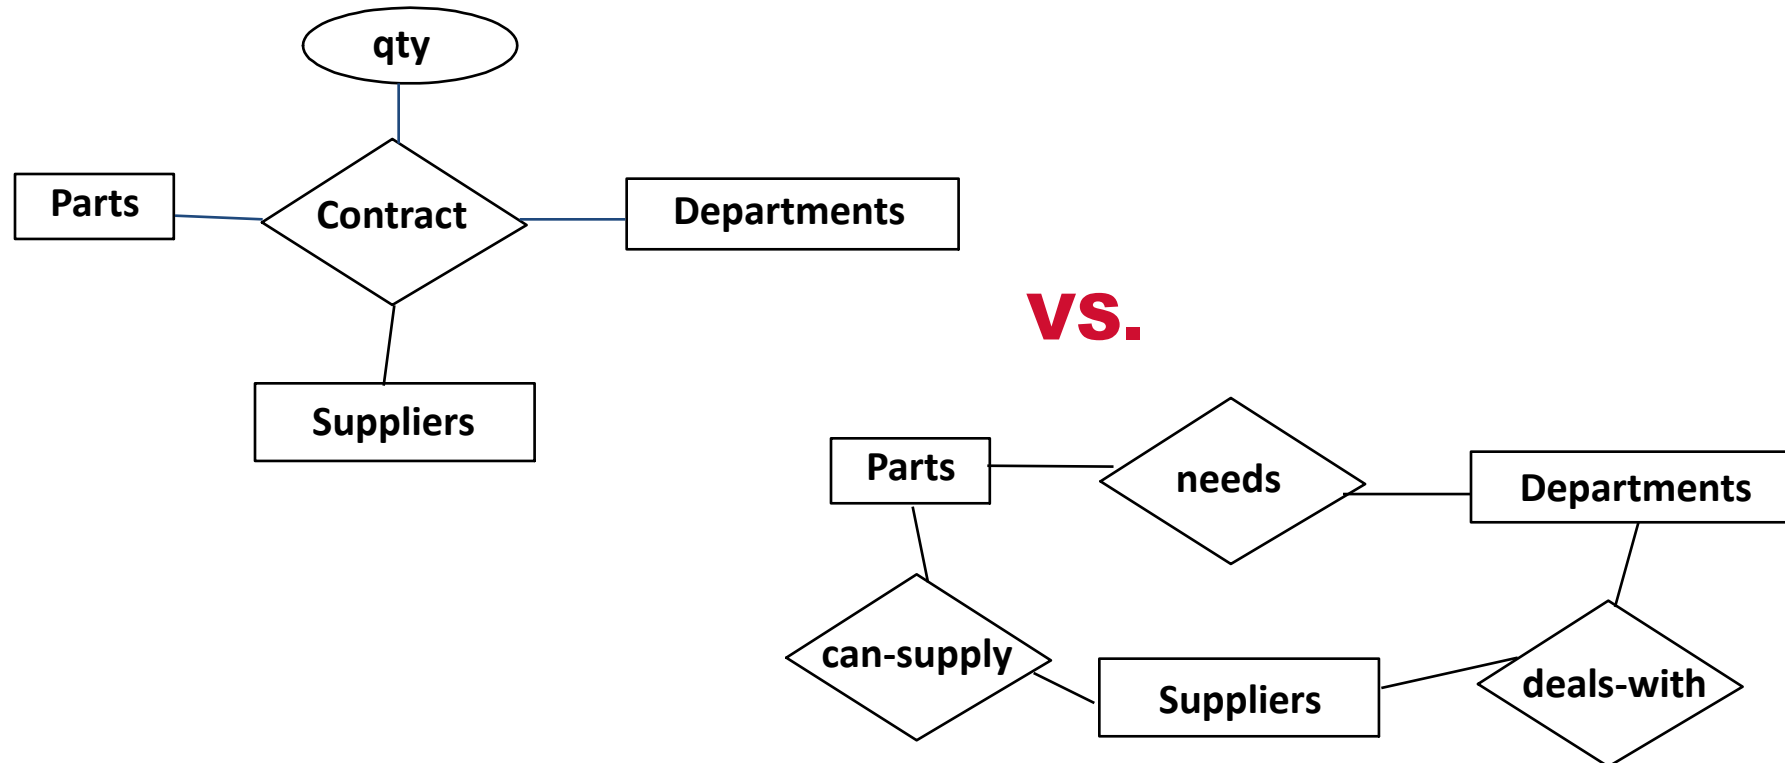 qty
Parts
Contract
Departments
Suppliers
vs.
Parts
needs
Departments
can-supply
Suppliers
deals-with